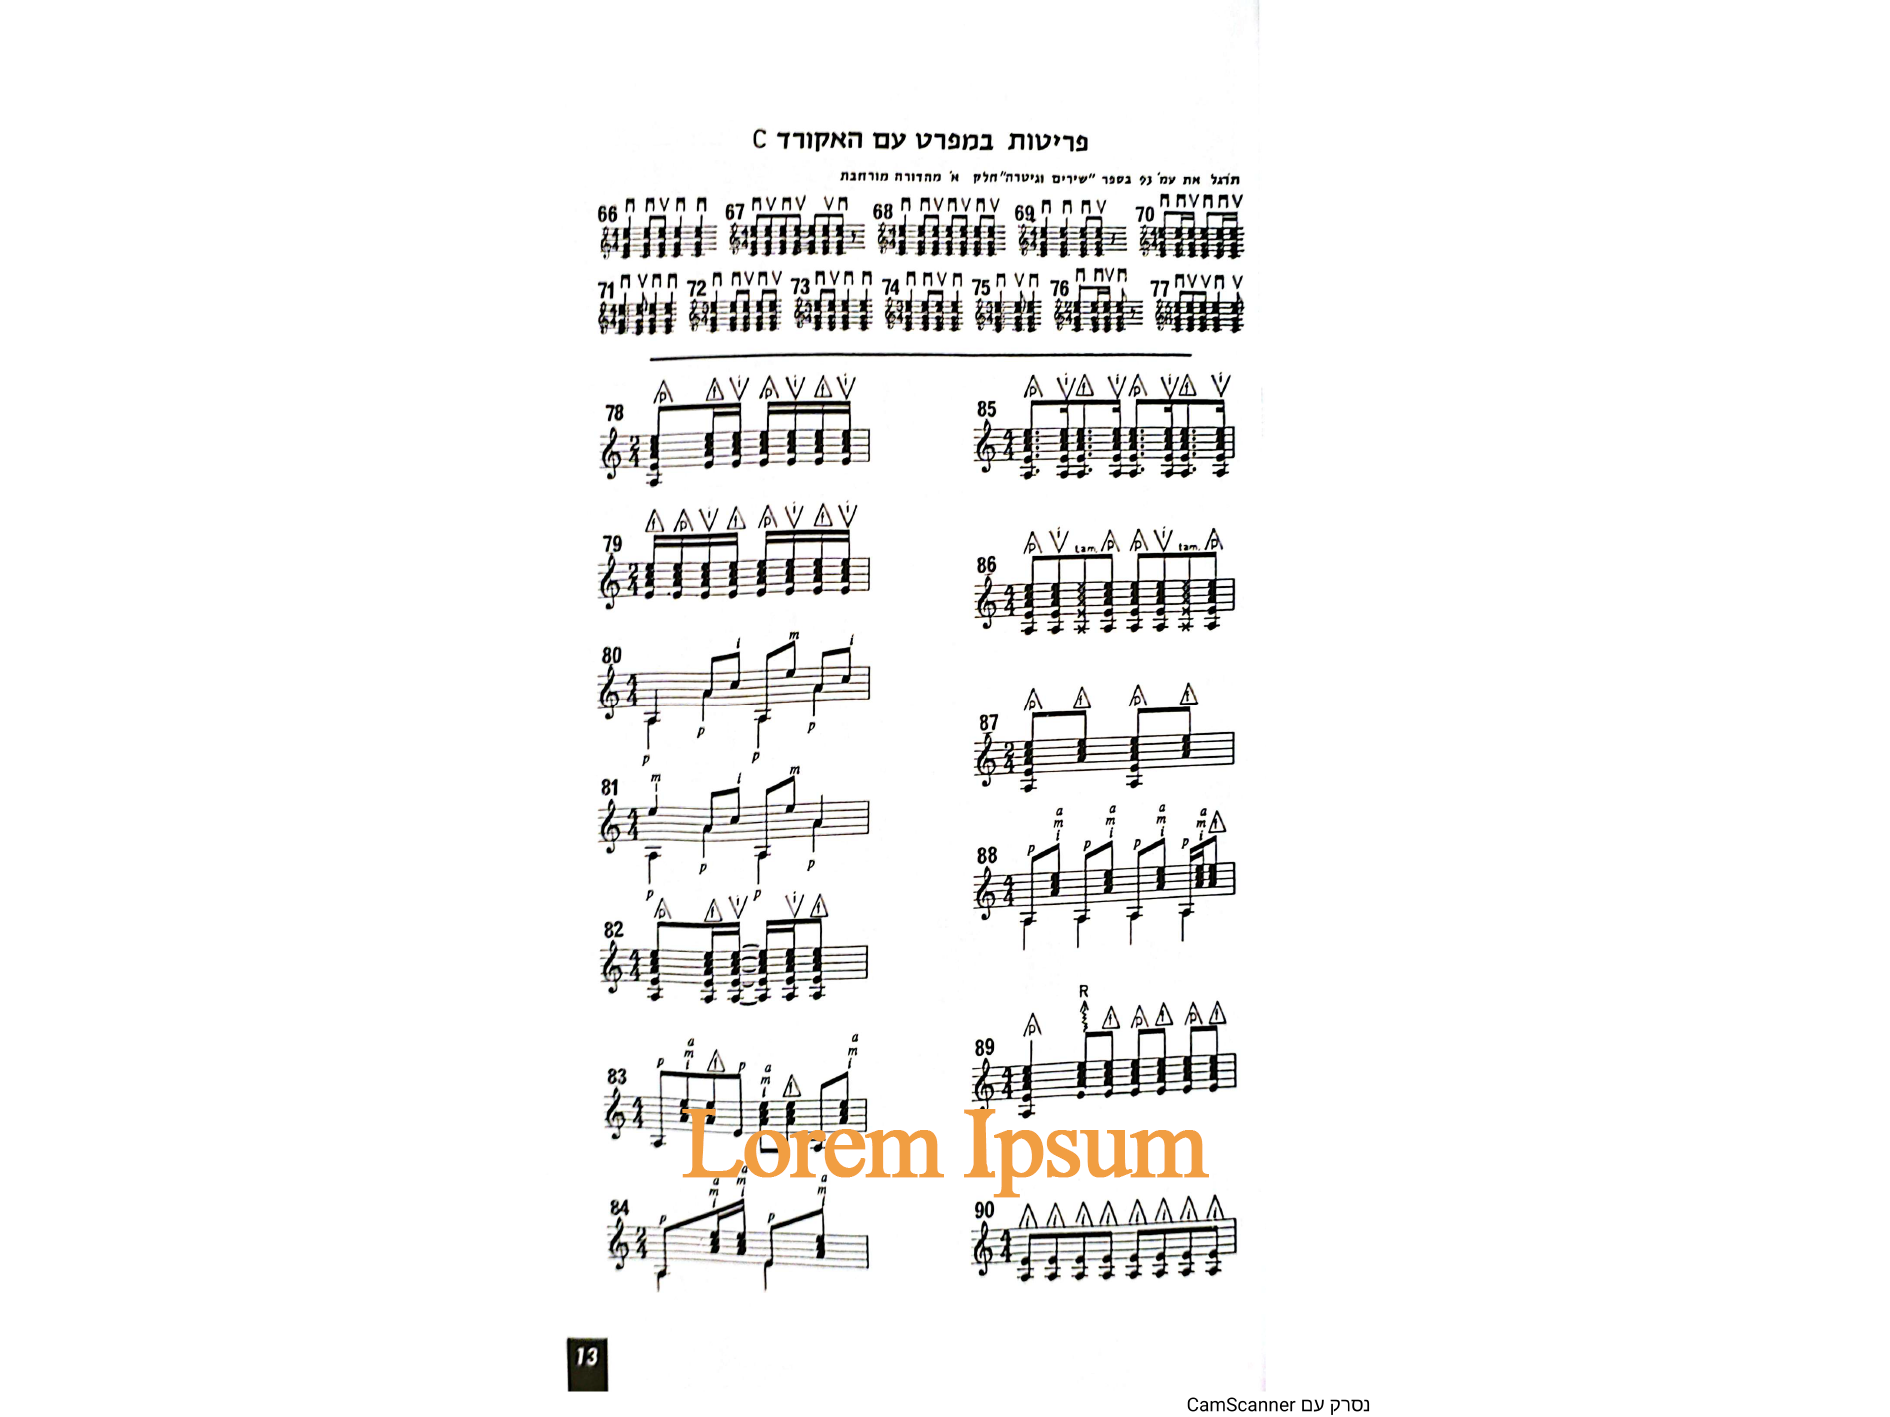 פריטות במפרט עם האקורד C
תרגל את עמ' 93 בספר "שירים וגיטרה" חלק א' מהדורה מורחבת
66 67 68 69 70
71 72 73 74 75 76 77
78 85
79 86
tam. tam.
80 87
81 88
82 89
R
83 90
84
Lorem Ipsum
13
נסרק עם CamScanner